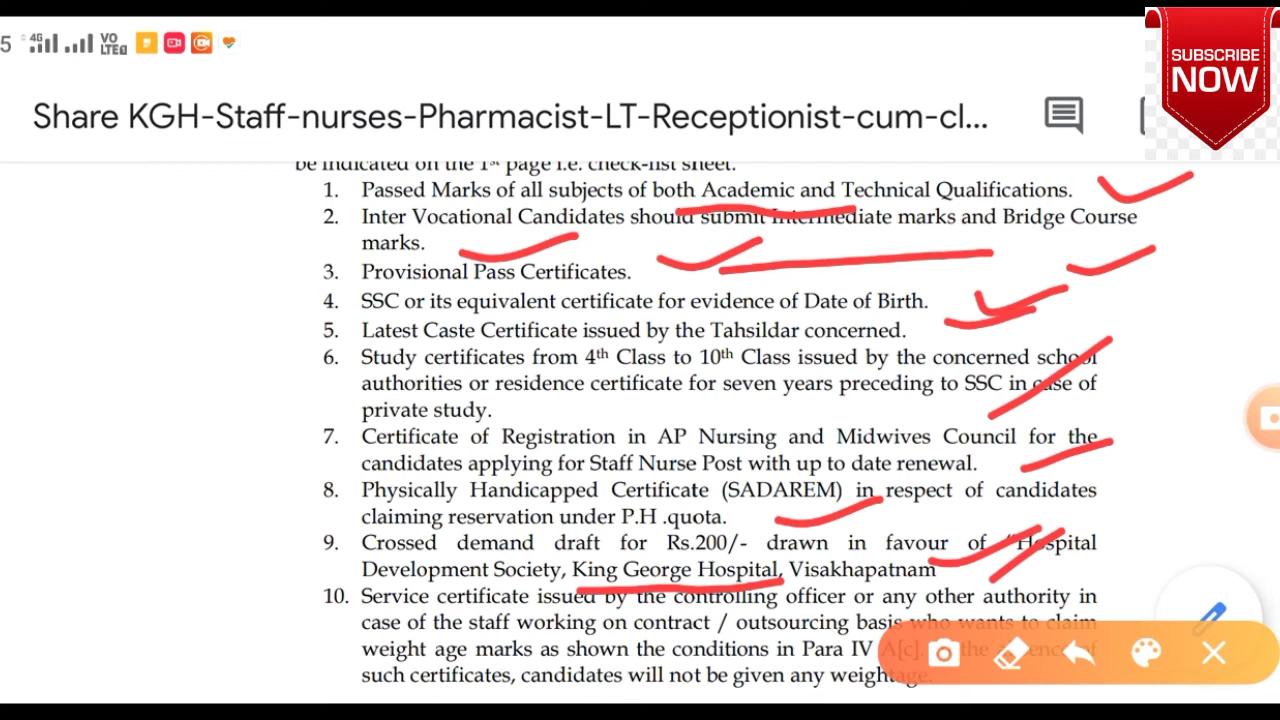 5 4G VO LTE
SUBSCRIBE
NOW
Share KGH-Staff-nurses-Pharmacist-LT-Receptionist-cum-cl...
be indicated on the 1st page i.e. check-list sheet.
1. Passed Marks of all subjects of both Academic and Technical Qualifications.
2. Inter Vocational Candidates should submit Intermediate marks and Bridge Course
marks.
3. Provisional Pass Certificates.
4. SSC or its equivalent certificate for evidence of Date of Birth.
5. Latest Caste Certificate issued by the Tahsildar concerned.
6. Study certificates from 4th Class to 10th Class issued by the concerned school
authorities or residence certificate for seven years preceding to SSC in case of
private study.
7. Certificate of Registration in AP Nursing and Midwives Council for the
candidates applying for Staff Nurse Post with up to date renewal.
8. Physically Handicapped Certificate (SADAREM) in respect of candidates
claiming reservation under P.H .quota.
9. Crossed demand draft for Rs.200/- drawn in favour of "Hospital
Development Society, King George Hospital, Visakhapatnam
10. Service certificate issued by the controlling officer or any other authority in
case of the staff working on contract / outsourcing basis who wants to claim
weight age marks as shown the conditions in Para IV A[c]. the of
such certificates, candidates will not be given any weightage.